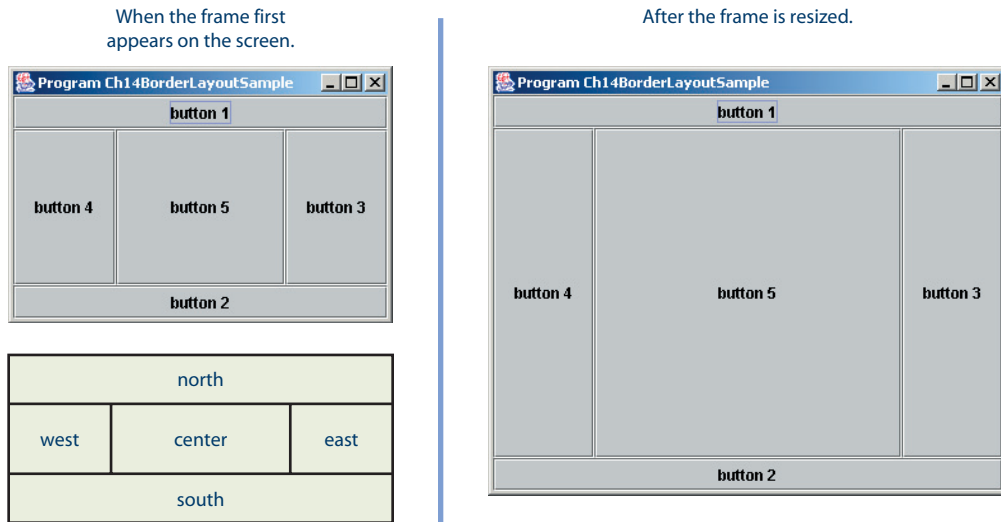 When the frame first
appears on the screen.
Program Ch14BorderLayoutSample
button 1
button 4
button 5
button 3
button 2
north
west
center
east
south
After the frame is resized.
Program Ch14BorderLayoutSample
button 1
button 4
button 5
button 3
button 2